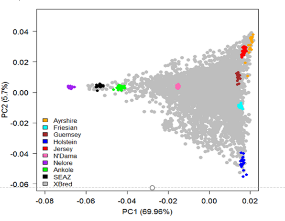 0.04
0.02
0.00
-0.02
-0.04
-0.06
PC2 (5.7%)
Ayrshire
Friesian
Guernsey
Holstein
Jersey
N'Dama
Nelore
Ankole
SEAZ
XBred
-0.08 -0.06 -0.04 -0.02 0.00 0.02
PC1 (69.96%)